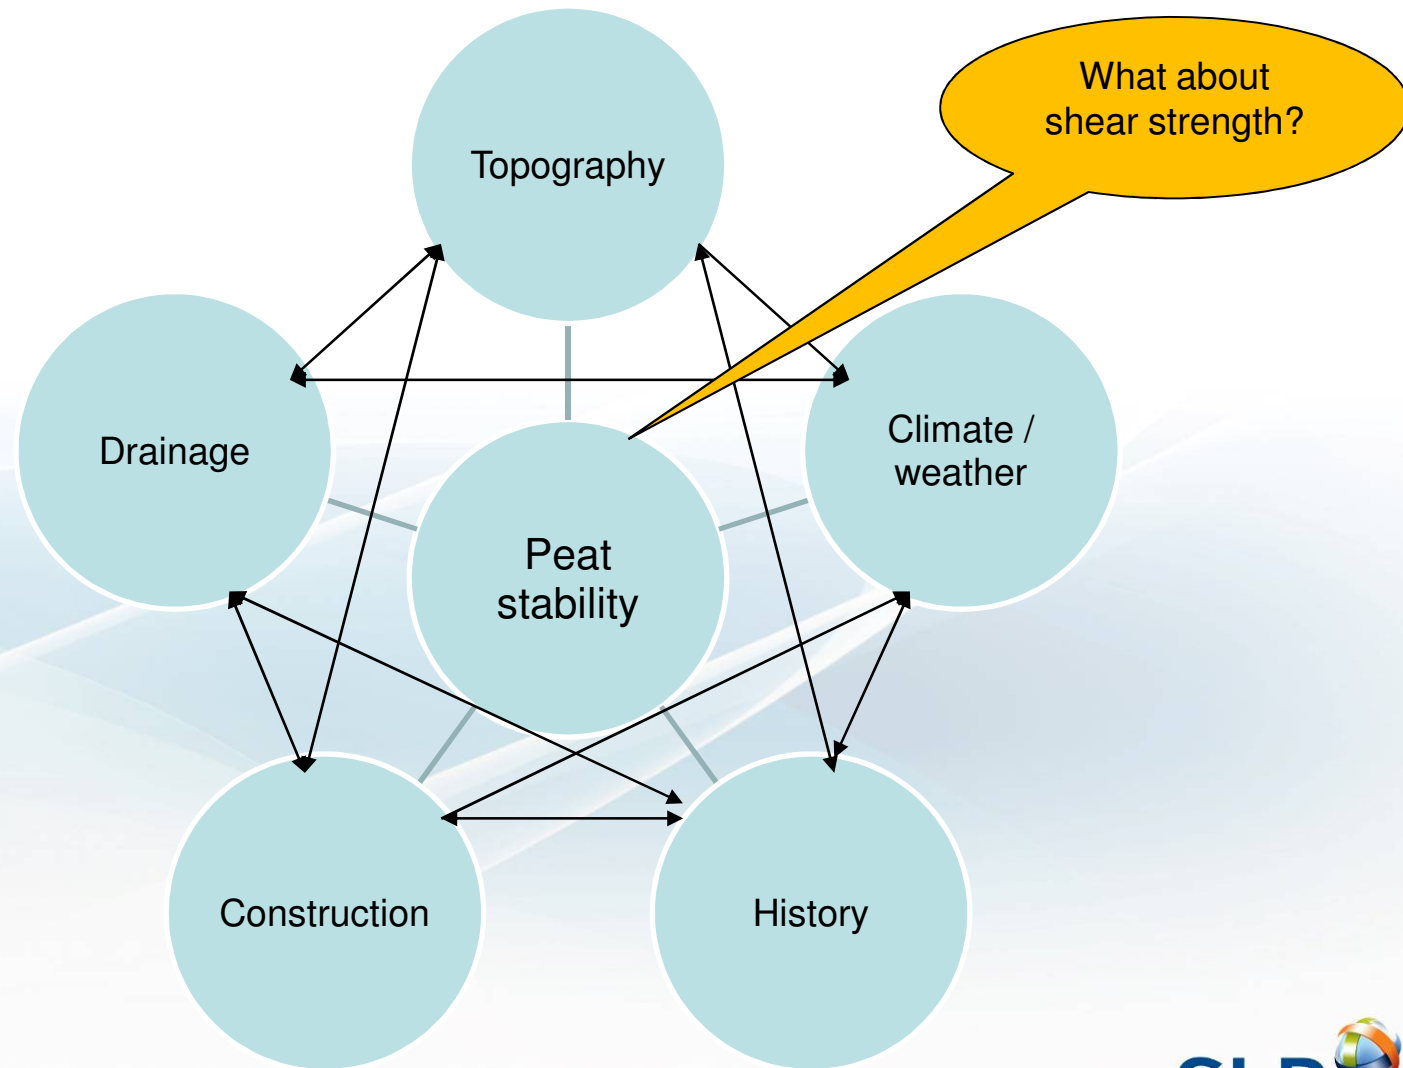 What about
shear strength?
Topography
Drainage
Climate /
weather
Peat
stability
Construction
History